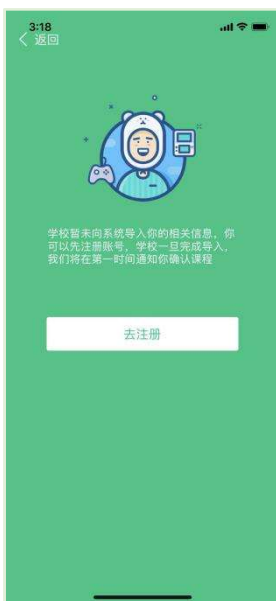 3:18
返回
学校暂未向系统导入你的相关信息，你
可以先注册账号，学校一旦完成导入，
我们将在第一时间通知你确认课程
去注册